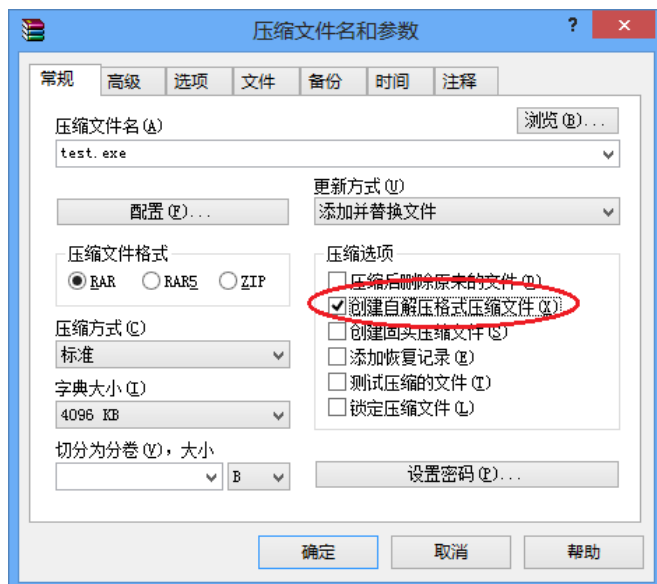 压缩文件名和参数
?
×
常规 高级 选项 文件 备份 时间 注释
压缩文件名(A)
浏览(B)...
test.exe
更新方式(U)
配置(F)...
添加并替换文件
压缩文件格式
压缩选项
RAR RAR5 ZIP
压缩后删除原来的文件(D)
创建自解压格式压缩文件(X)
压缩方式(C)
创建固实压缩文件(S)
标准
添加恢复记录(E)
字典大小(I)
测试压缩的文件(T)
4096 KB
锁定压缩文件(L)
切分为分卷(V)，大小
B
设置密码(P)...
确定 取消 帮助